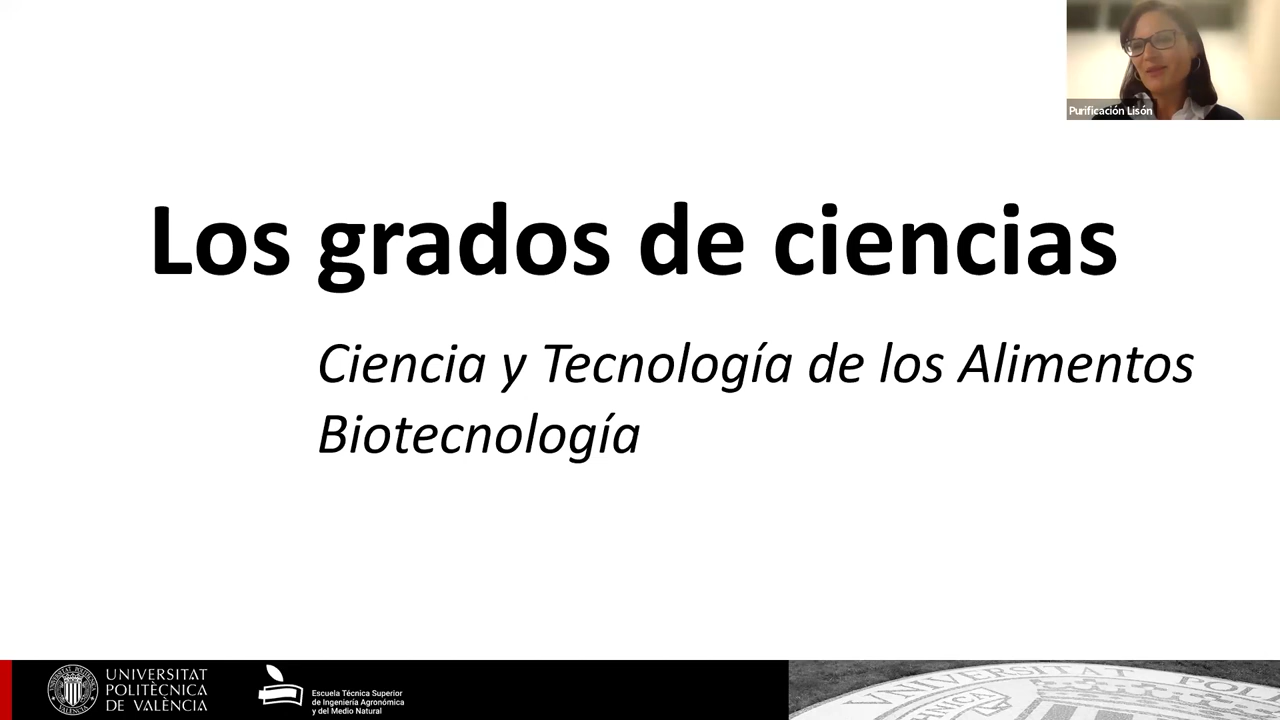 Purificación Lisón
Los grados de ciencias
Ciencia y Tecnología de los Alimentos
Biotecnología
UNIVERSITAT
POLITÈCNICA
DE VALÈNCIA
Escuela Técnica Superior
de Ingeniería Agronómica
y del Medio Natural